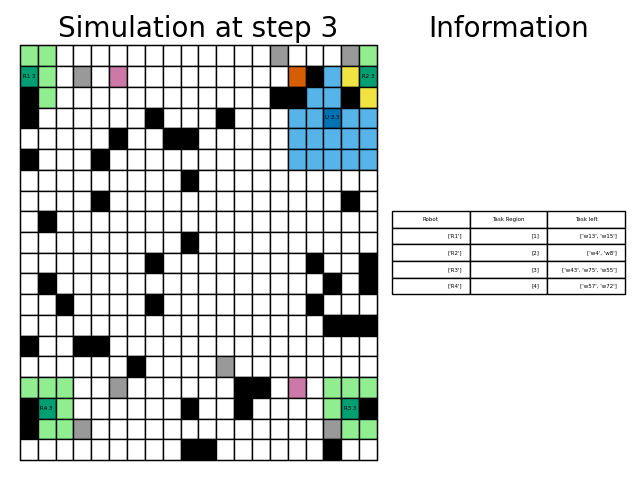 Simulation at step 3
Information
R1 3
R2 3
U 3 3
Robot Task Region Task left
['R1'] [1] ['w13', 'w15']
['R2'] [2] ['w4', 'w8']
['R3'] [3] ['w43', 'w75', 'w55']
['R4'] [4] ['w57', 'w72']
R4 3
R3 3